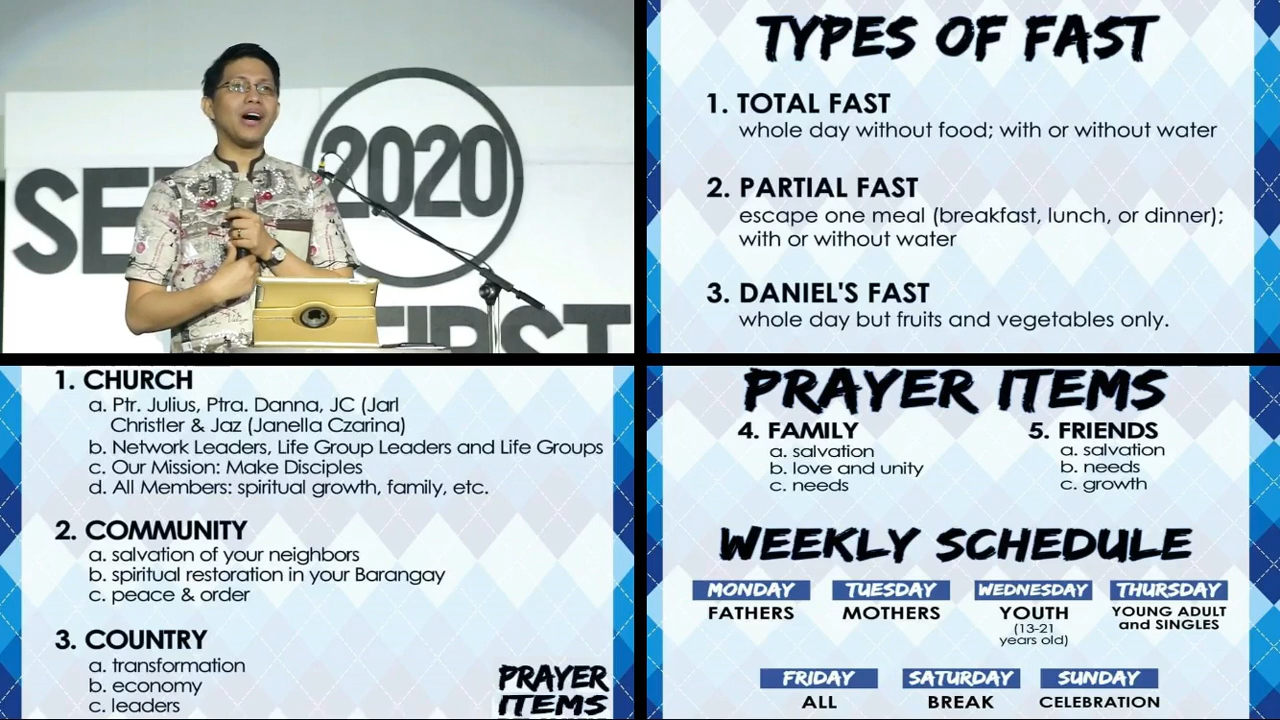 2020
FIRST
TYPES OF FAST
1. TOTAL FAST
whole day without food; with or without water
2. PARTIAL FAST
escape one meal (breakfast, lunch, or dinner);
with or without water
3. DANIEL'S FAST
whole day but fruits and vegetables only.
1. CHURCH
a. Ptr. Julius, Ptra. Danna, JC (Jarl
Christler & Jaz (Janella Czarina)
b. Network Leaders, Life Group Leaders and Life Groups
c. Our Mission: Make Disciples
d. All Members: spiritual growth, family, etc.
2. COMMUNITY
a. salvation of your neighbors
b. spiritual restoration in your Barangay
c. peace & order
3. COUNTRY
a. transformation
b. economy
c. leaders
PRAYER
ITEMS
PRAYER ITEMS
4. FAMILY
a. salvation
b. love and unity
c. needs
5. FRIENDS
a. salvation
b. needs
c. growth
WEEKLY SCHEDULE
MONDAY
FATHERS
TUESDAY
MOTHERS
WEDNESDAY
YOUTH
(13-21
years old)
THURSDAY
YOUNG ADULT
and SINGLES
FRIDAY
ALL
SATURDAY
BREAK
SUNDAY
CELEBRATION